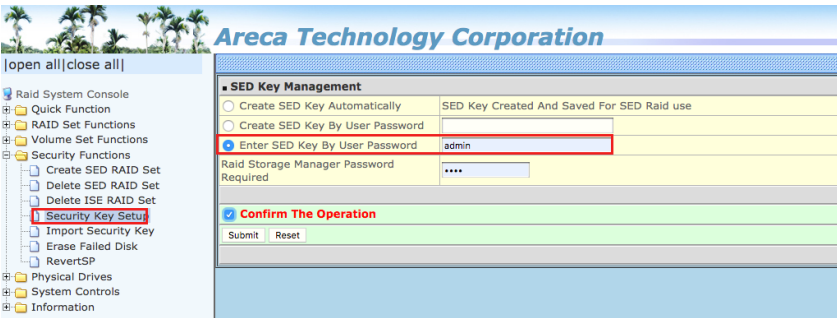 Areca Technology Corporation
|open all|close all|
Raid System Console
Quick Function
RAID Set Functions
Volume Set Functions
Security Functions
Create SED RAID Set
Delete SED RAID Set
Delete ISE RAID Set
Security Key Setup
Import Security Key
Erase Failed Disk
RevertSP
Physical Drives
System Controls
Information
SED Key Management
Create SED Key Automatically SED Key Created And Saved For SED Raid use
Create SED Key By User Password
Enter SED Key By User Password admin
Raid Storage Manager Password
Required ••••
Confirm The Operation
Submit Reset